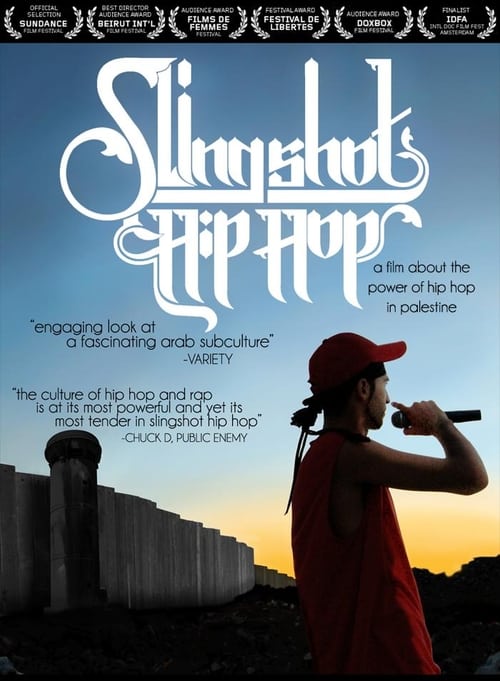 OFFICIAL
SELECTION
SUNDANCE
FILM FESTIVAL
BEST DIRECTOR
AUDIENCE AWARD
BEIRUT INT'L
FILM FESTIVAL
AUDIENCE AWARD
FILMS DE
FEMMES
FESTIVAL
FESTIVAL AWARD
FESTIVAL DE
LIBERTES
AUDIENCE AWARD
DOXBOX
FILM FESTIVAL
FINALIST
IDFA
INTL DOC FILM FEST
AMSTERDAM
Slingshot
Hip Hop
a film about the
power of hip hop
in palestine
"engaging look at
a fascinating arab subculture"
-VARIETY
"the culture of hip hop and rap
is at its most powerful and yet its
most tender in slingshot hip hop"
-CHUCK D, PUBLIC ENEMY